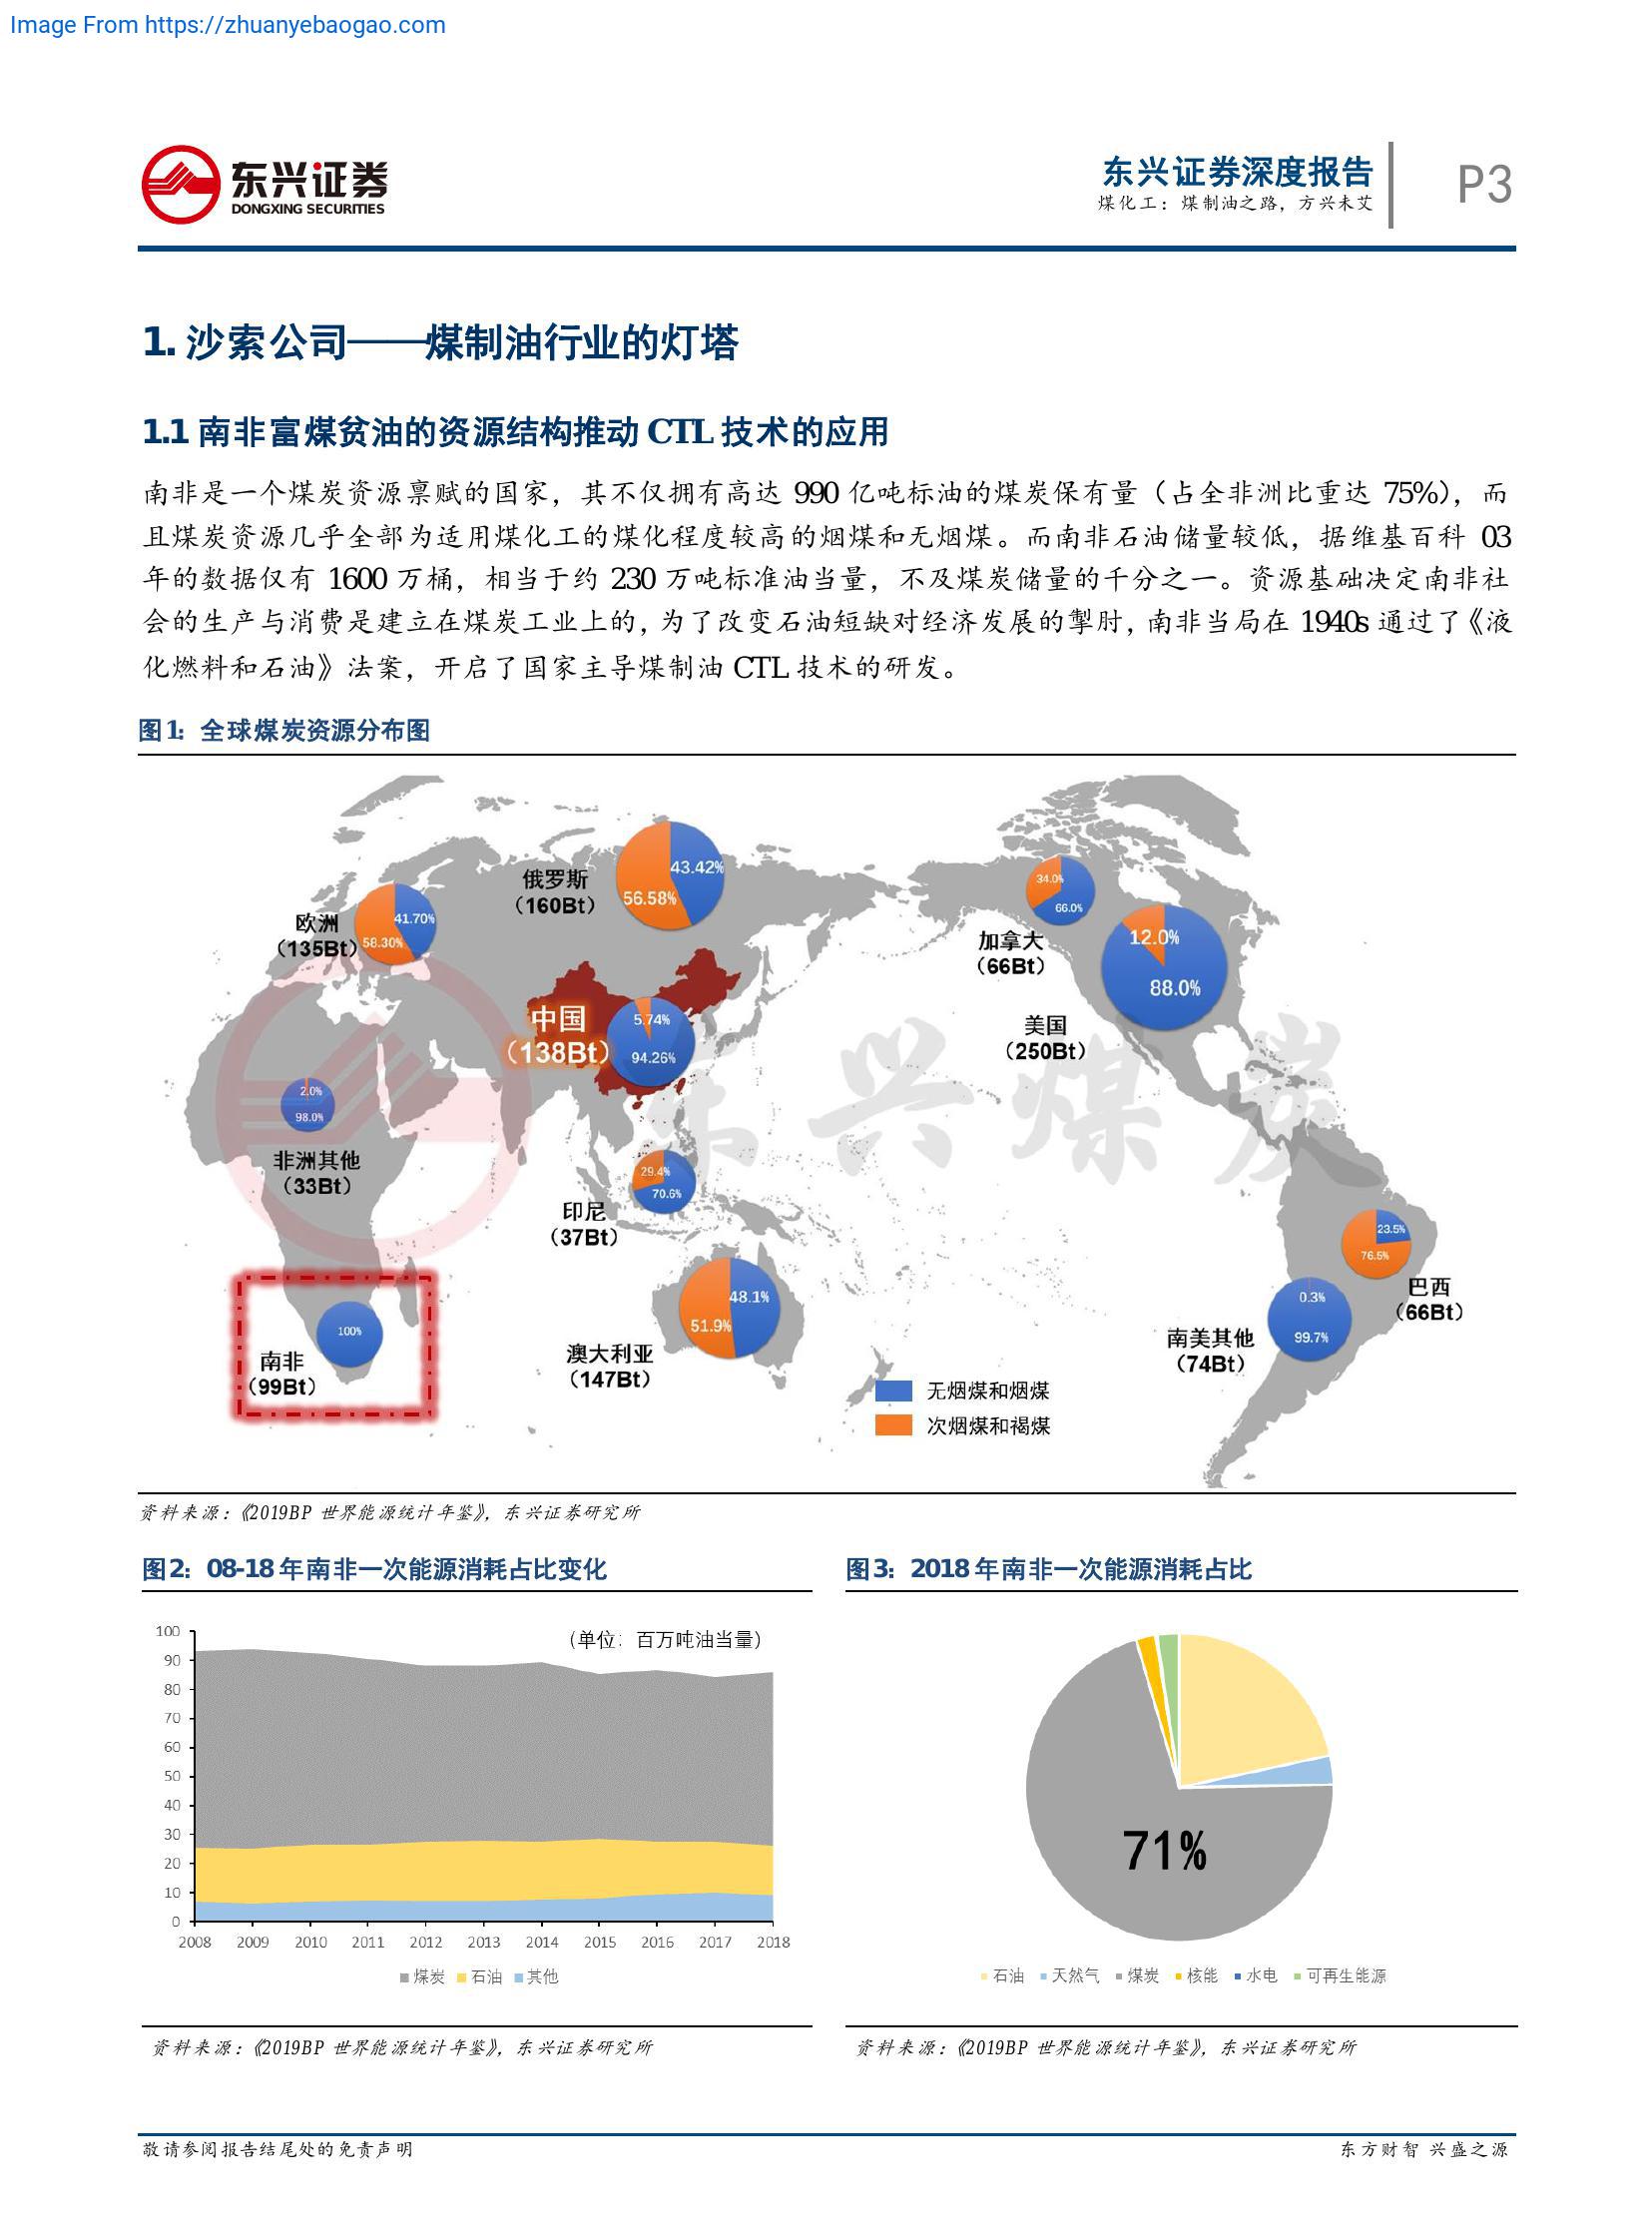 Image From https://zhuanyebaogao.com
东兴证券
DONGXING SECURITIES
东兴证券深度报告
煤化工：煤制油之路，方兴未艾
P3
1. 沙索公司——煤制油行业的灯塔
1.1 南非富煤贫油的资源结构推动 CTL 技术的应用
南非是一个煤炭资源禀赋的国家，其不仅拥有高达 990 亿吨标油的煤炭保有量（占全非洲比重达 75%），而
且煤炭资源几乎全部为适用煤化工的煤化程度较高的烟煤和无烟煤。而南非石油储量较低，据维基百科 03
年的数据仅有 1600 万桶，相当于约 230 万吨标准油当量，不及煤炭储量的千分之一。资源基础决定南非社
会的生产与消费是建立在煤炭工业上的，为了改变石油短缺对经济发展的掣肘，南非当局在 1940s 通过了《液
化燃料和石油》法案，开启了国家主导煤制油 CTL 技术的研发。
图1：全球煤炭资源分布图
俄罗斯
（160Bt）
43.42%
56.58%
欧洲
（135Bt）
41.70%
58.30%
加拿大
（66Bt）
34.0%
66.0%
12.0%
88.0%
美国
（250Bt）
中国
（138Bt）
5.74%
94.26%
东兴煤炭
2.0%
98.0%
非洲其他
（33Bt）
29.4%
70.6%
印尼
（37Bt）
23.5%
76.5%
巴西
（66Bt）
100%
南非
（99Bt）
48.1%
51.9%
澳大利亚
（147Bt）
0.3%
99.7%
南美其他
（74Bt）
无烟煤和烟煤
次烟煤和褐煤
资料来源：《2019BP 世界能源统计年鉴》，东兴证券研究所
图2：08-18 年南非一次能源消耗占比变化
（单位：百万吨油当量）
100
90
80
70
60
50
40
30
20
10
0
2008 2009 2010 2011 2012 2013 2014 2015 2016 2017 2018
煤炭 石油 其他
资料来源：《2019BP 世界能源统计年鉴》，东兴证券研究所
图3：2018 年南非一次能源消耗占比
71%
石油 天然气 煤炭 核能 水电 可再生能源
资料来源：《2019BP 世界能源统计年鉴》，东兴证券研究所
敬请参阅报告结尾处的免责声明
东方财智 兴盛之源